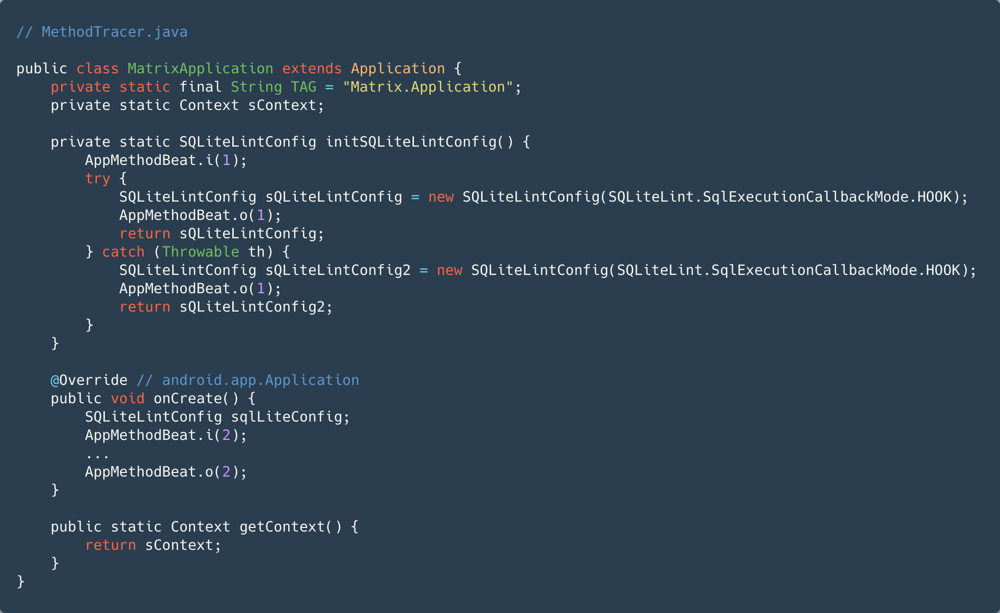 // MethodTracer.java

public class MatrixApplication extends Application {
    private static final String TAG = "Matrix.Application";
    private static Context sContext;

    private static SQLiteLintConfig initSQLiteLintConfig() {
        AppMethodBeat.i(1);
        try {
            SQLiteLintConfig sQLiteLintConfig = new SQLiteLintConfig(SQLiteLint.SqlExecutionCallbackMode.HOOK);
            AppMethodBeat.o(1);
            return sQLiteLintConfig;
        } catch (Throwable th) {
            SQLiteLintConfig sQLiteLintConfig2 = new SQLiteLintConfig(SQLiteLint.SqlExecutionCallbackMode.HOOK);
            AppMethodBeat.o(1);
            return sQLiteLintConfig2;
        }
    }

    @Override // android.app.Application
    public void onCreate() {
        SQLiteLintConfig sqlLiteConfig;
        AppMethodBeat.i(2);
        ...
        AppMethodBeat.o(2);
    }

    public static Context getContext() {
        return sContext;
    }
}